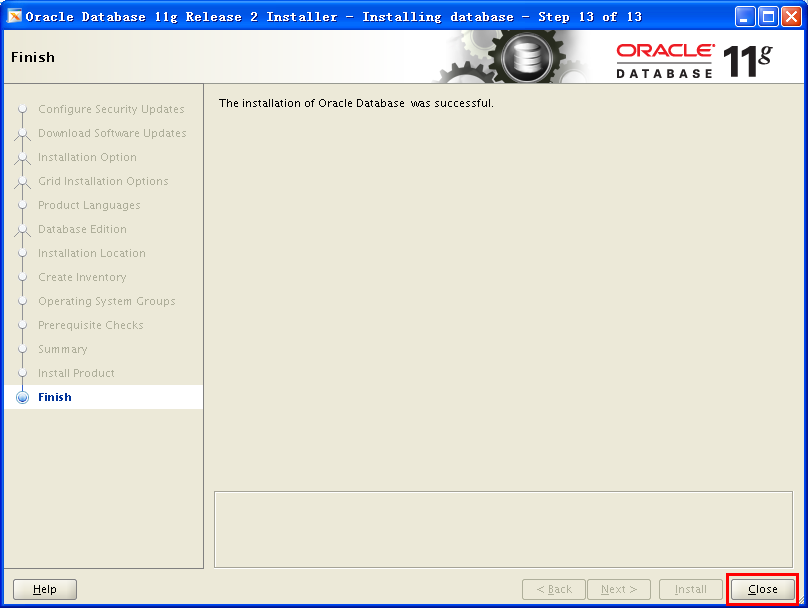 Oracle Database 11g Release 2 Installer - Installing database - Step 13 of 13
Finish
ORACLE
DATABASE
11g
Configure Security Updates
Download Software Updates
Installation Option
Grid Installation Options
Product Languages
Database Edition
Installation Location
Create Inventory
Operating System Groups
Prerequisite Checks
Summary
Install Product
Finish
The installation of Oracle Database was successful.
Help
< Back
Next >
Install
Close